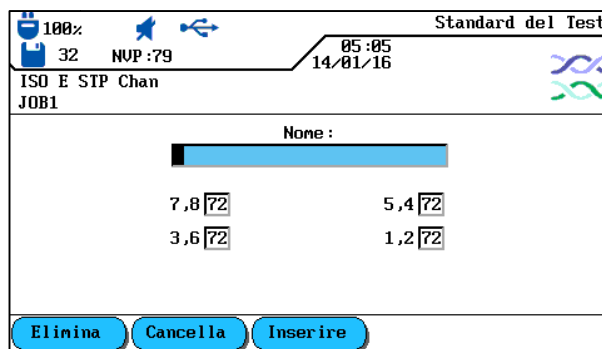 100% Standard del Test
32 NVP:79 05:05
14/01/16
ISO E STP Chan
JOB1
Nome:
7,8 72 5,4 72
3,6 72 1,2 72
Elimina Cancella Inserire